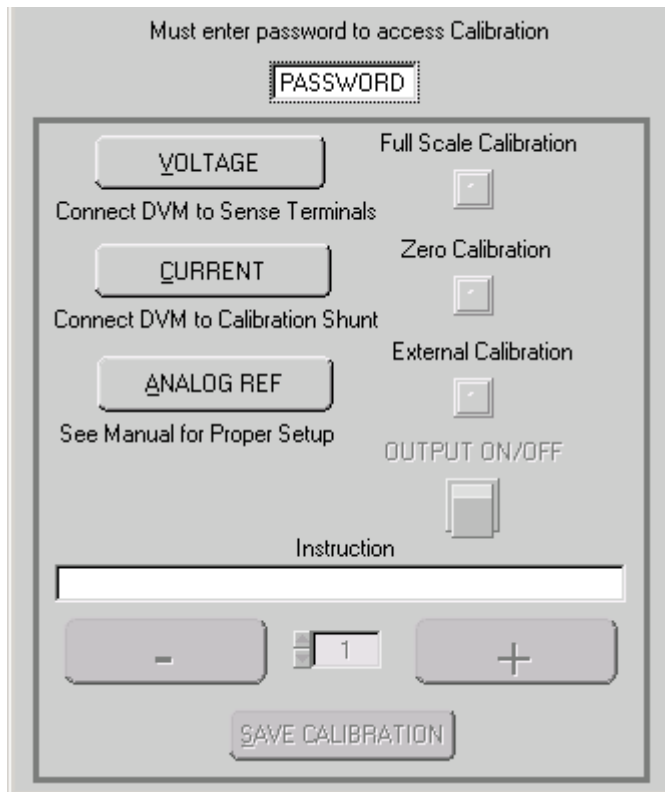 Must enter password to access Calibration
PASSWORD
VOLTAGE
Connect DVM to Sense Terminals
CURRENT
Connect DVM to Calibration Shunt
ANALOG REF
See Manual for Proper Setup
Full Scale Calibration
Zero Calibration
External Calibration
OUTPUT ON/OFF
Instruction
-
1
+
SAVE CALIBRATION